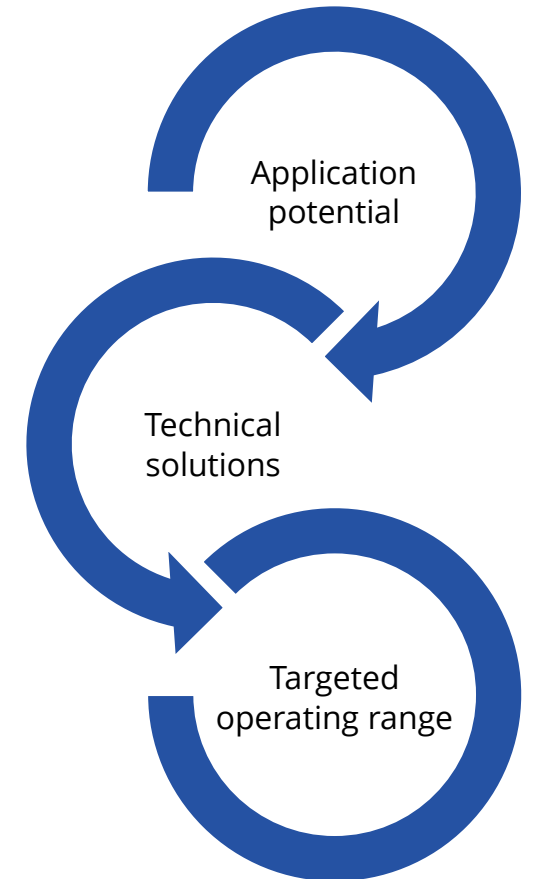 Application
potential
Technical
solutions
Targeted
operating range